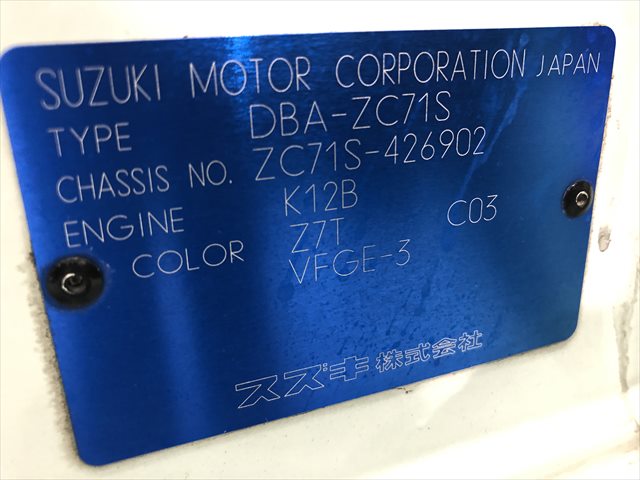 SUZUKI MOTOR CORPORATION JAPAN
TYPE DBA-ZC71S
CHASSIS NO. ZC71S-426902
ENGINE K12B
COLOR Z7T C03
VFGE-3
スズキ株式会社